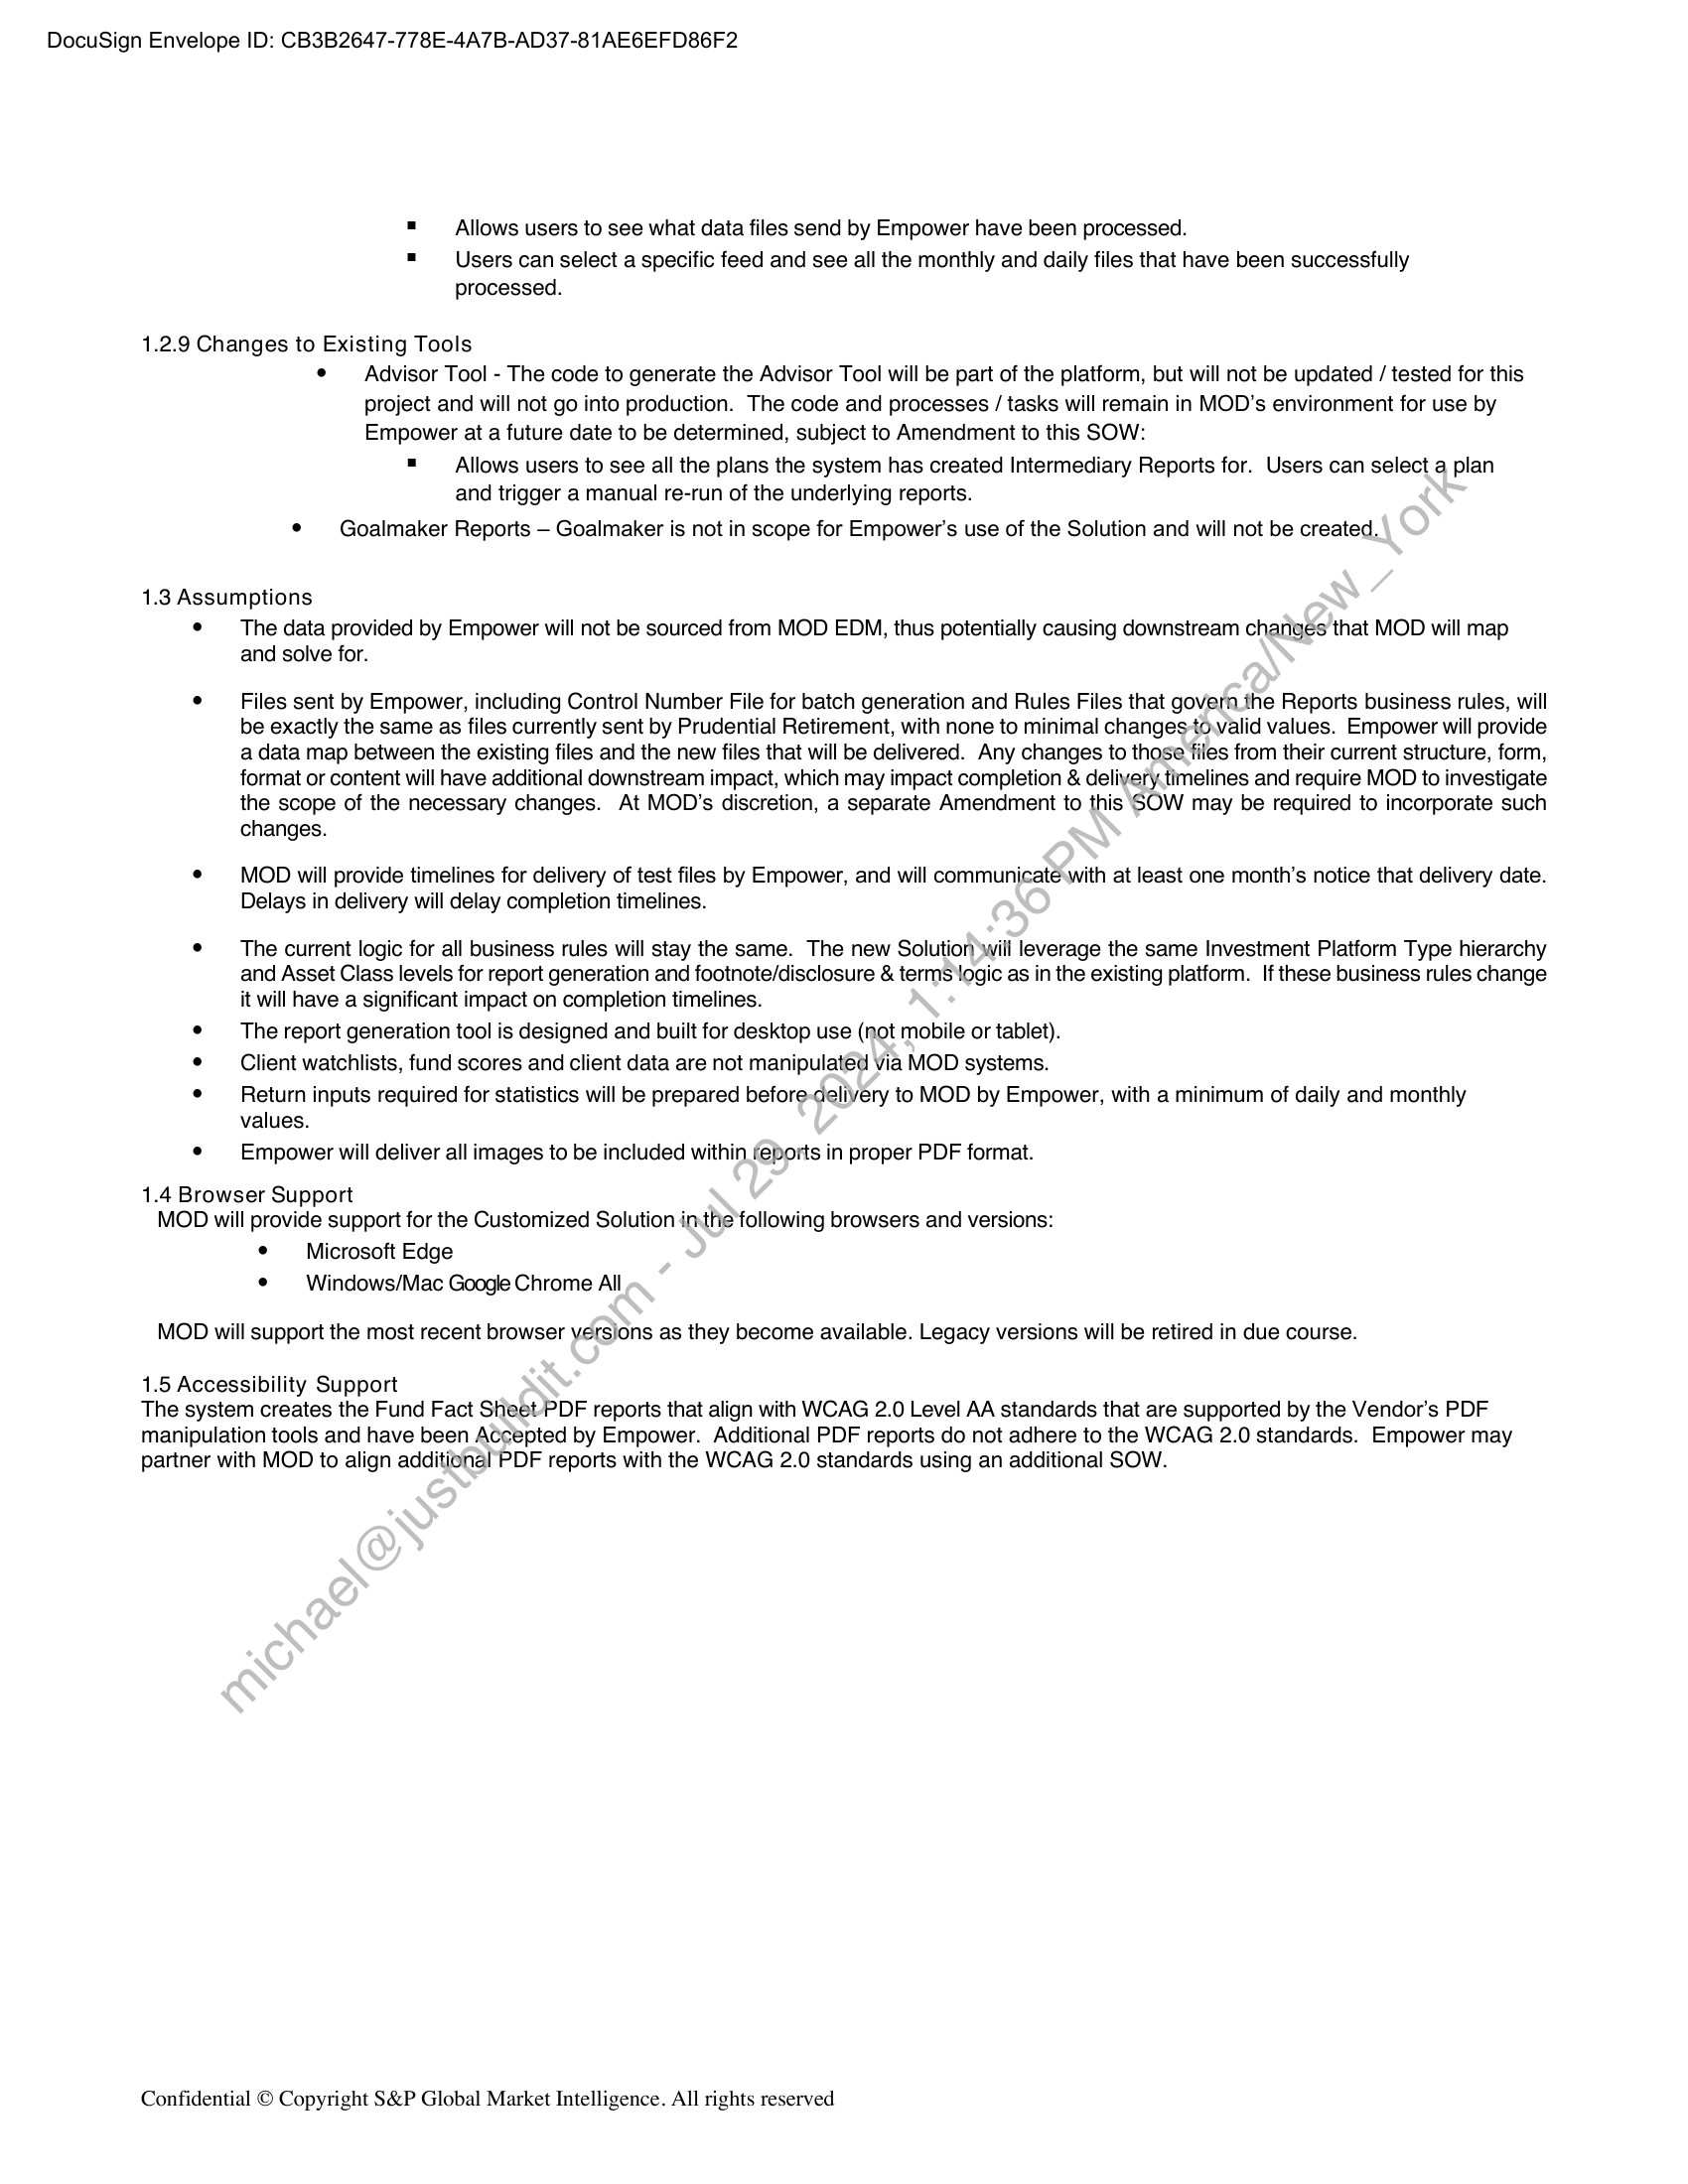 DocuSign Envelope ID: CB3B2647-778E-4A7B-AD37-81AE6EFD86F2
▪ Allows users to see what data files send by Empower have been processed.
▪ Users can select a specific feed and see all the monthly and daily files that have been successfully
processed.
1.2.9 Changes to Existing Tools
• Advisor Tool - The code to generate the Advisor Tool will be part of the platform, but will not be updated / tested for this
project and will not go into production. The code and processes / tasks will remain in MOD's environment for use by
Empower at a future date to be determined, subject to Amendment to this SOW:
▪ Allows users to see all the plans the system has created Intermediary Reports for. Users can select a plan
and trigger a manual re-run of the underlying reports.
• Goalmaker Reports – Goalmaker is not in scope for Empower's use of the Solution and will not be created.
1.3 Assumptions
• The data provided by Empower will not be sourced from MOD EDM, thus potentially causing downstream changes that MOD will map
and solve for.
• Files sent by Empower, including Control Number File for batch generation and Rules Files that govern the Reports business rules, will
be exactly the same as files currently sent by Prudential Retirement, with none to minimal changes to valid values. Empower will provide
a data map between the existing files and the new files that will be delivered. Any changes to those files from their current structure, form,
format or content will have additional downstream impact, which may impact completion & delivery timelines and require MOD to investigate
the scope of the necessary changes. At MOD's discretion, a separate Amendment to this SOW may be required to incorporate such
changes.
• MOD will provide timelines for delivery of test files by Empower, and will communicate with at least one month's notice that delivery date.
Delays in delivery will delay completion timelines.
• The current logic for all business rules will stay the same. The new Solution will leverage the same Investment Platform Type hierarchy
and Asset Class levels for report generation and footnote/disclosure & terms logic as in the existing platform. If these business rules change
it will have a significant impact on completion timelines.
• The report generation tool is designed and built for desktop use (not mobile or tablet).
• Client watchlists, fund scores and client data are not manipulated via MOD systems.
• Return inputs required for statistics will be prepared before delivery to MOD by Empower, with a minimum of daily and monthly
values.
• Empower will deliver all images to be included within reports in proper PDF format.
1.4 Browser Support
MOD will provide support for the Customized Solution in the following browsers and versions:
• Microsoft Edge
• Windows/Mac Google Chrome All
MOD will support the most recent browser versions as they become available. Legacy versions will be retired in due course.
1.5 Accessibility Support
The system creates the Fund Fact Sheet PDF reports that align with WCAG 2.0 Level AA standards that are supported by the Vendor's PDF
manipulation tools and have been Accepted by Empower. Additional PDF reports do not adhere to the WCAG 2.0 standards. Empower may
partner with MOD to align additional PDF reports with the WCAG 2.0 standards using an additional SOW.
michael@justbuildit.com - Jul 29, 2024, 1:14:36 PM America/New_York
Confidential © Copyright S&P Global Market Intelligence. All rights reserved